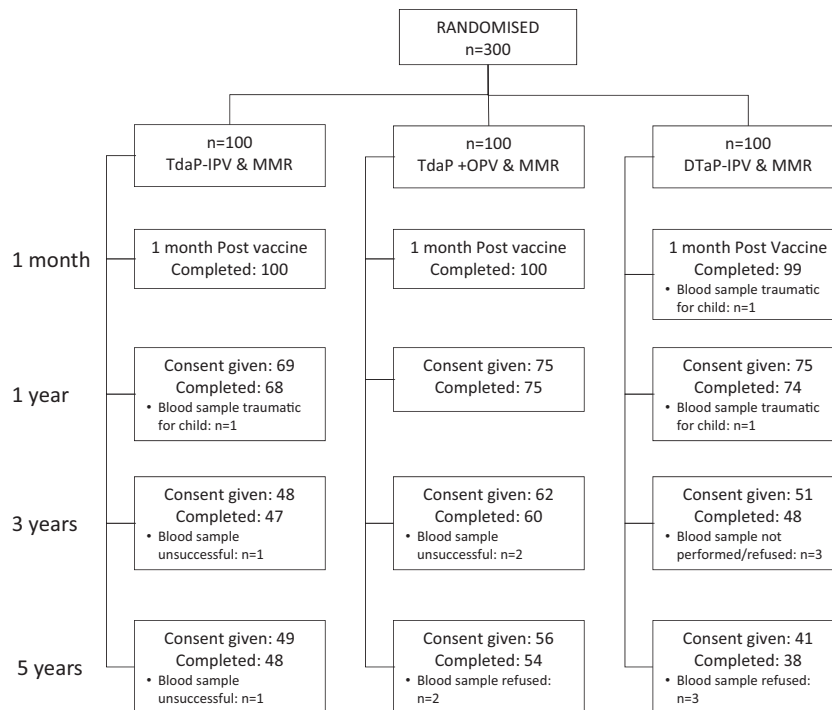 RANDOMISED
n=300
n=100
TdaP-IPV & MMR
n=100
TdaP +OPV & MMR
n=100
DTaP-IPV & MMR
1 month
1 month Post vaccine
Completed: 100
1 month Post vaccine
Completed: 100
1 month Post Vaccine
Completed: 99
• Blood sample traumatic
for child: n=1
1 year
Consent given: 69
Completed: 68
• Blood sample traumatic
for child: n=1
Consent given: 75
Completed: 75
Consent given: 75
Completed: 74
• Blood sample traumatic
for child: n=1
3 years
Consent given: 48
Completed: 47
• Blood sample
unsuccessful: n=1
Consent given: 62
Completed: 60
• Blood sample
unsuccessful: n=2
Consent given: 51
Completed: 48
• Blood sample not
performed/refused: n=3
5 years
Consent given: 49
Completed: 48
• Blood sample
unsuccessful: n=1
Consent given: 56
Completed: 54
• Blood sample refused:
n=2
Consent given: 41
Completed: 38
• Blood sample refused:
n=3